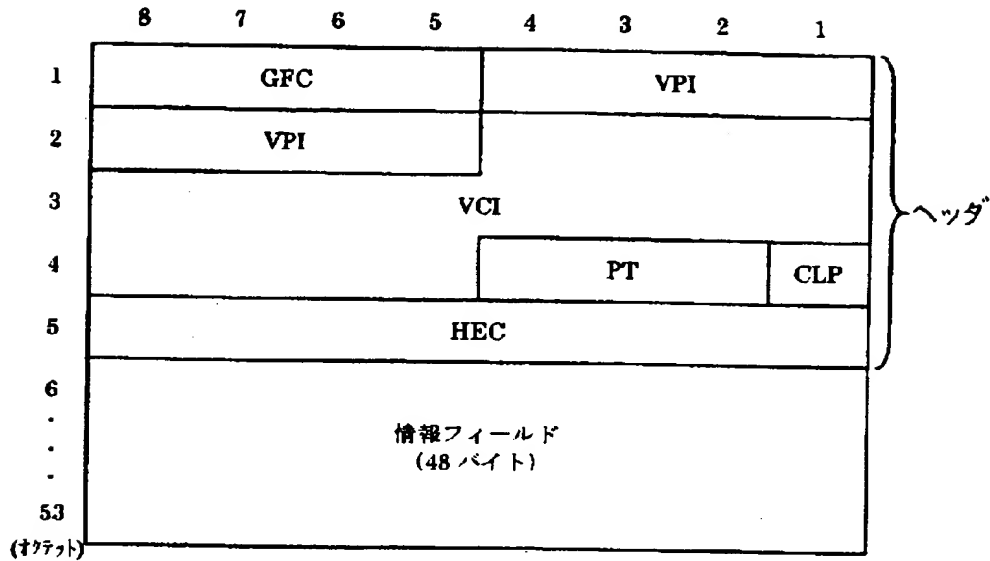 8 7 6 5 4 3 2 1
1 GFC VPI
2 VPI
3 VCI
ヘッダ
4 PT CLP
5 HEC
6
・
・
・
情報フィールド
(48 バイト)
53
(オクテット)